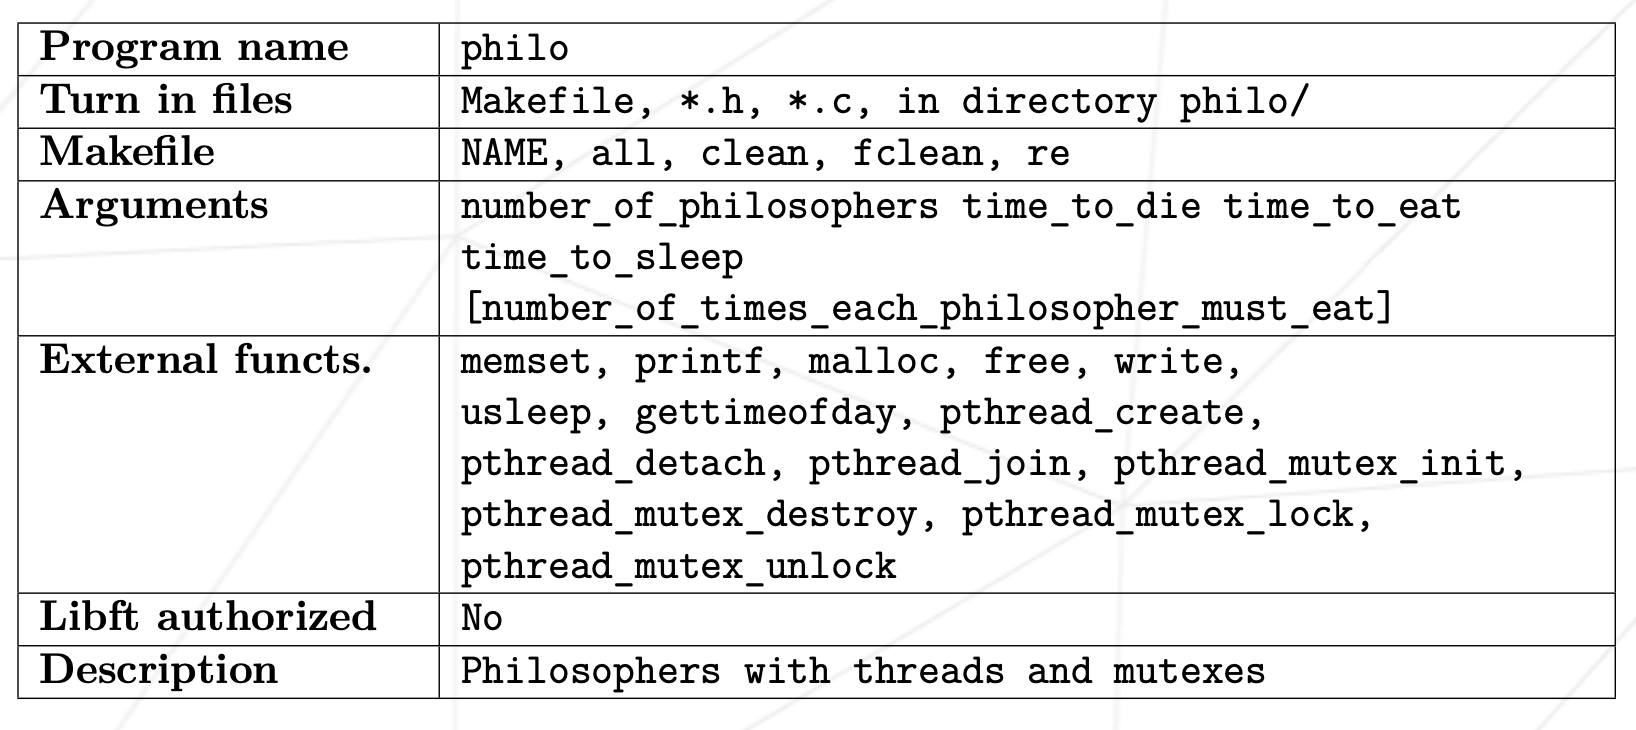 Program name philo
Turn in files Makefile, *.h, *.c, in directory philo/
Makefile NAME, all, clean, fclean, re
Arguments number_of_philosophers time_to_die time_to_eat
time_to_sleep
[number_of_times_each_philosopher_must_eat]
External functs. memset, printf, malloc, free, write,
usleep, gettimeofday, pthread_create,
pthread_detach, pthread_join, pthread_mutex_init,
pthread_mutex_destroy, pthread_mutex_lock,
pthread_mutex_unlock
Libft authorized No
Description Philosophers with threads and mutexes